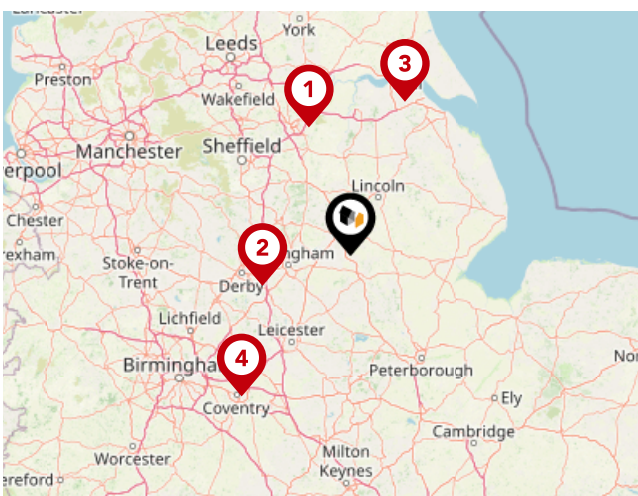 Lancaster
York
Leeds
Preston
3
1
Wakefield
Manchester
Sheffield
erpool
Lincoln
Chester
2
ngham
rexham
Stoke-on-
Trent
Derby
Lichfield
Leicester
4
Birmingha
Peterborough
Nor
Coventry
Ely
Cambridge
Worcester
Milton
Keynes
ereford